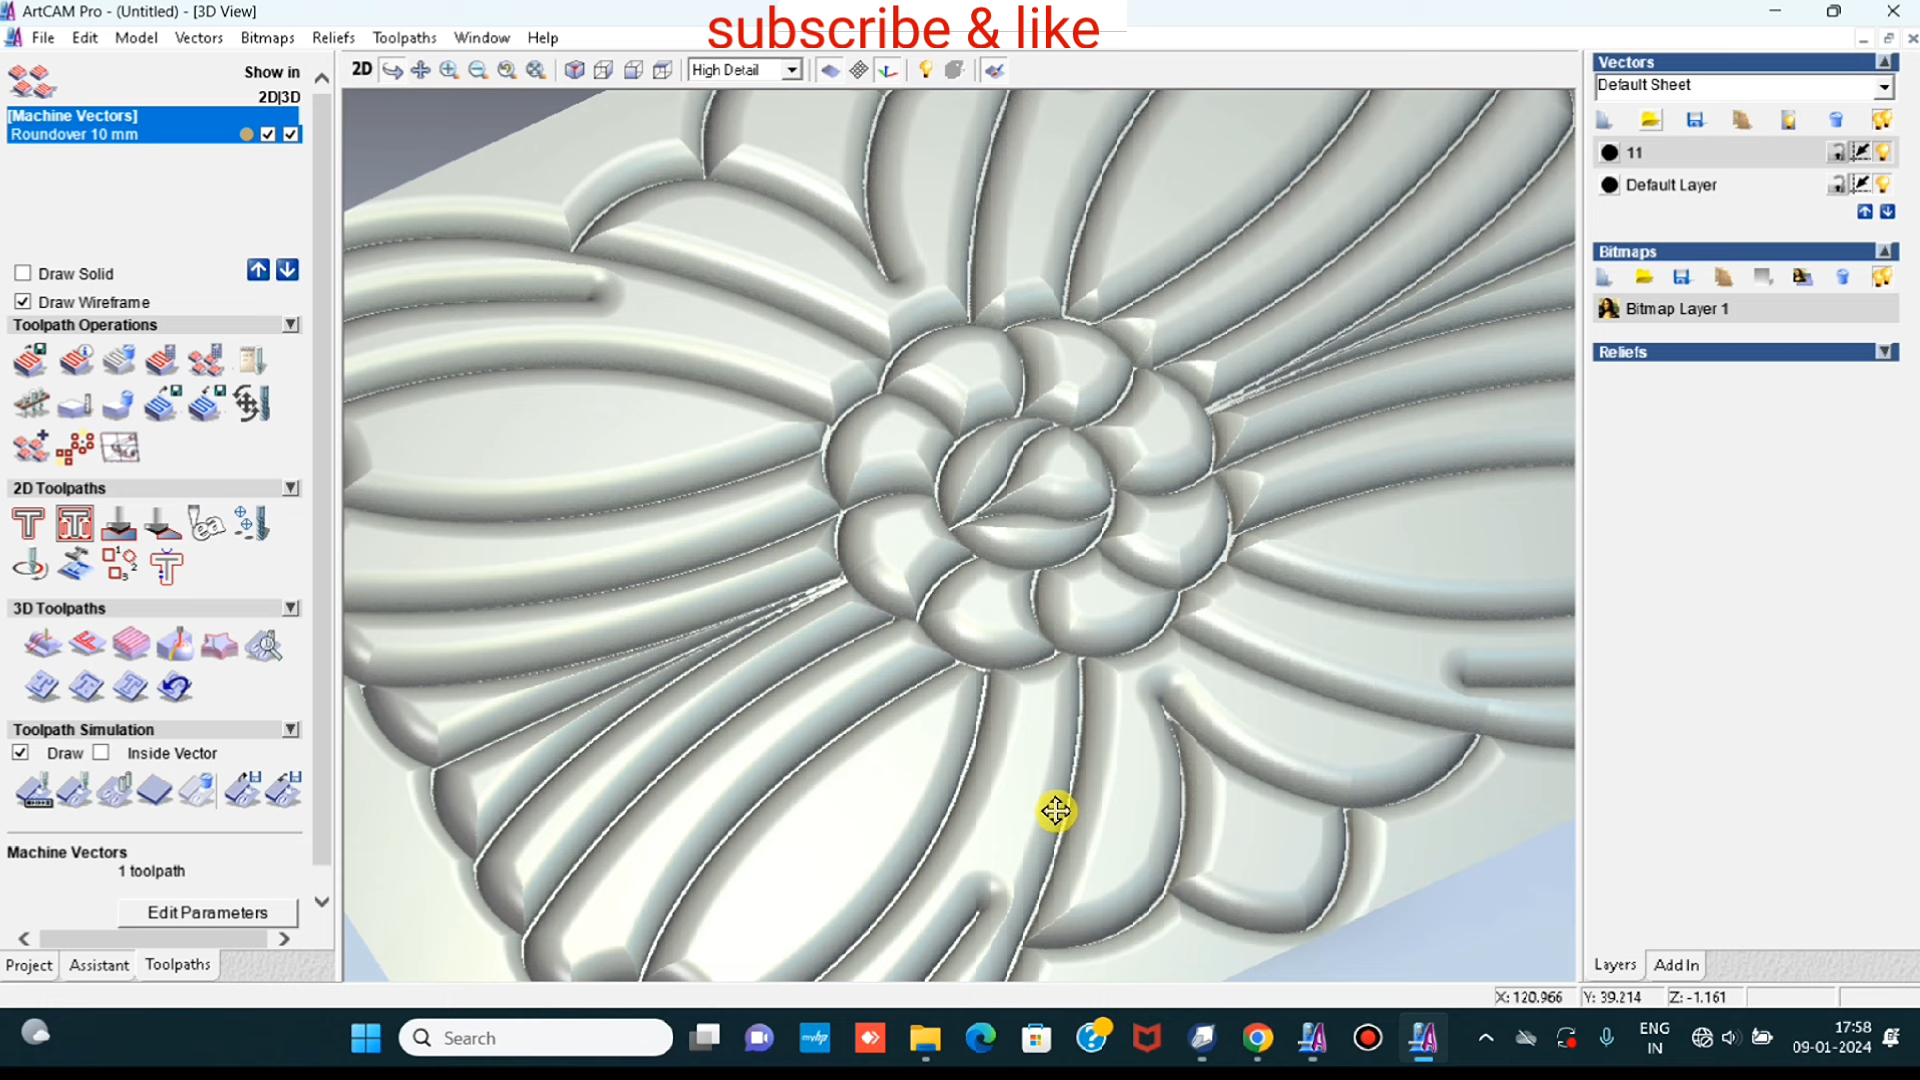 ArtCAM Pro - (Untitled) - [3D View]
subscribe & like
File Edit Model Vectors Bitmaps Reliefs Toolpaths Window Help
Show in
2D|3D
[Machine Vectors]
Roundover 10 mm
Draw Solid
Draw Wireframe
Toolpath Operations
2D Toolpaths
3D Toolpaths
Toolpath Simulation
Draw Inside Vector
Machine Vectors
1 toolpath
Edit Parameters
Project Assistant Toolpaths
2D High Detail
Vectors
Default Sheet
11
Default Layer
Bitmaps
Bitmap Layer 1
Reliefs
Layers Add In
X: 120.966 Y: 39.214 Z: -1.161
Search
ENG
IN
17:58
09-01-2024